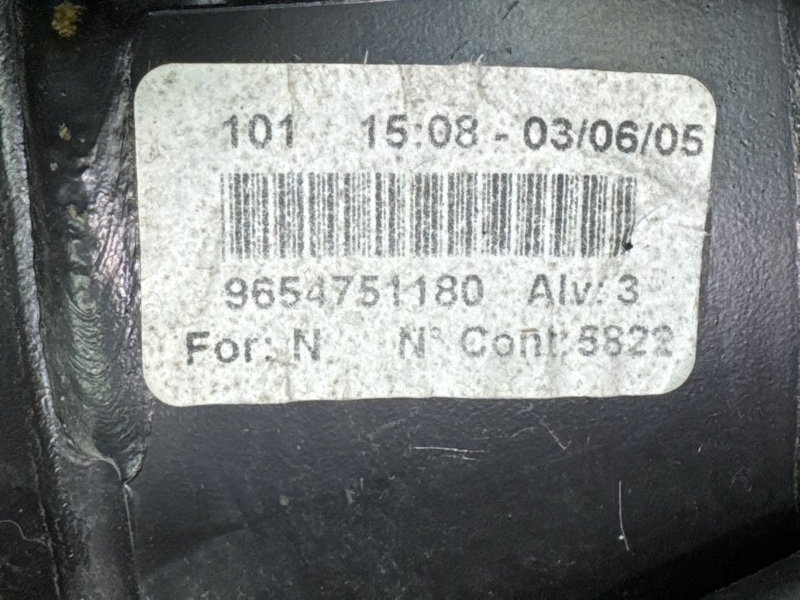 101 15:08 - 03/06/05
9654751180 Alv: 3
For: N N° Cont: 5822